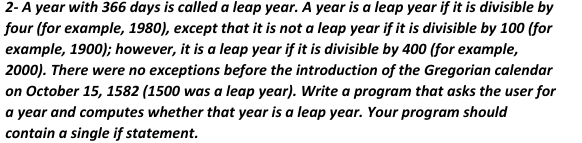 2- A year with 366 days is called a leap year. A year is a leap year if it is divisible by
four (for example, 1980), except that it is not a leap year if it is divisible by 100 (for
example, 1900); however, it is a leap year if it is divisible by 400 (for example,
2000). There were no exceptions before the introduction of the Gregorian calendar
on October 15, 1582 (1500 was a leap year). Write a program that asks the user for
a year and computes whether that year is a leap year. Your program should
contain a single if statement.